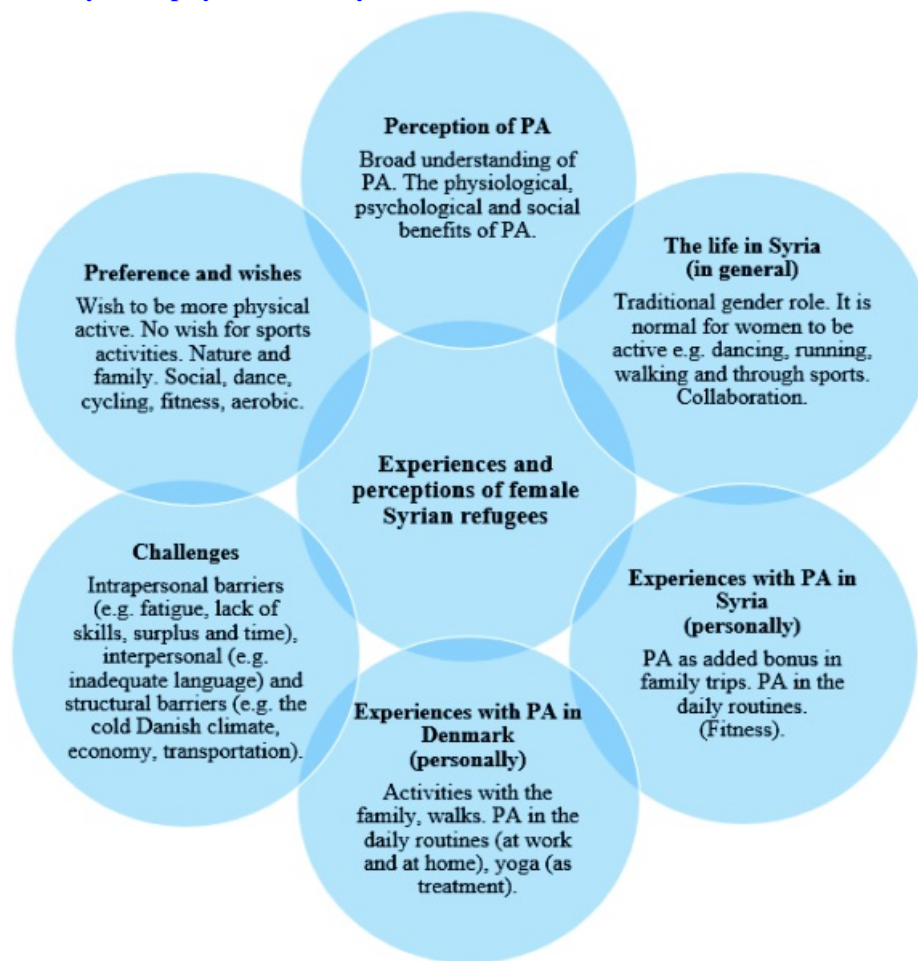 Perception of PA
Broad understanding of
PA. The physiological,
psychological and social
benefits of PA.
The life in Syria
(in general)
Traditional gender role. It is
normal for women to be
active e.g. dancing, running,
walking and through sports.
Collaboration.
Experiences with PA in
Syria
(personally)
PA as added bonus in
family trips. PA in the
daily routines.
(Fitness).
Experiences with PA in
Denmark
(personally)
Activities with the
family, walks. PA in the
daily routines (at work
and at home), yoga (as
treatment).
Challenges
Intrapersonal barriers
(e.g. fatigue, lack of
skills, surplus and time),
interpersonal (e.g.
inadequate language) and
structural barriers (e.g. the
cold Danish climate,
economy, transportation).
Preference and wishes
Wish to be more physical
active. No wish for sports
activities. Nature and
family. Social, dance,
cycling, fitness, aerobic.
Experiences and
perceptions of female
Syrian refugees